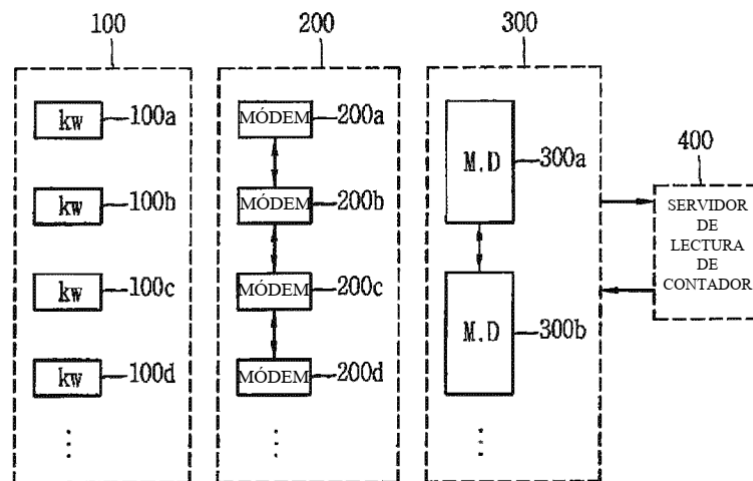 100
200
300
kw
100a
MÓDEM
200a
M.D
300a
400
kw
100b
MÓDEM
200b
SERVIDOR
DE
LECTURA
DE
CONTADOR
kw
100c
MÓDEM
200c
M.D
300b
kw
100d
MÓDEM
200d